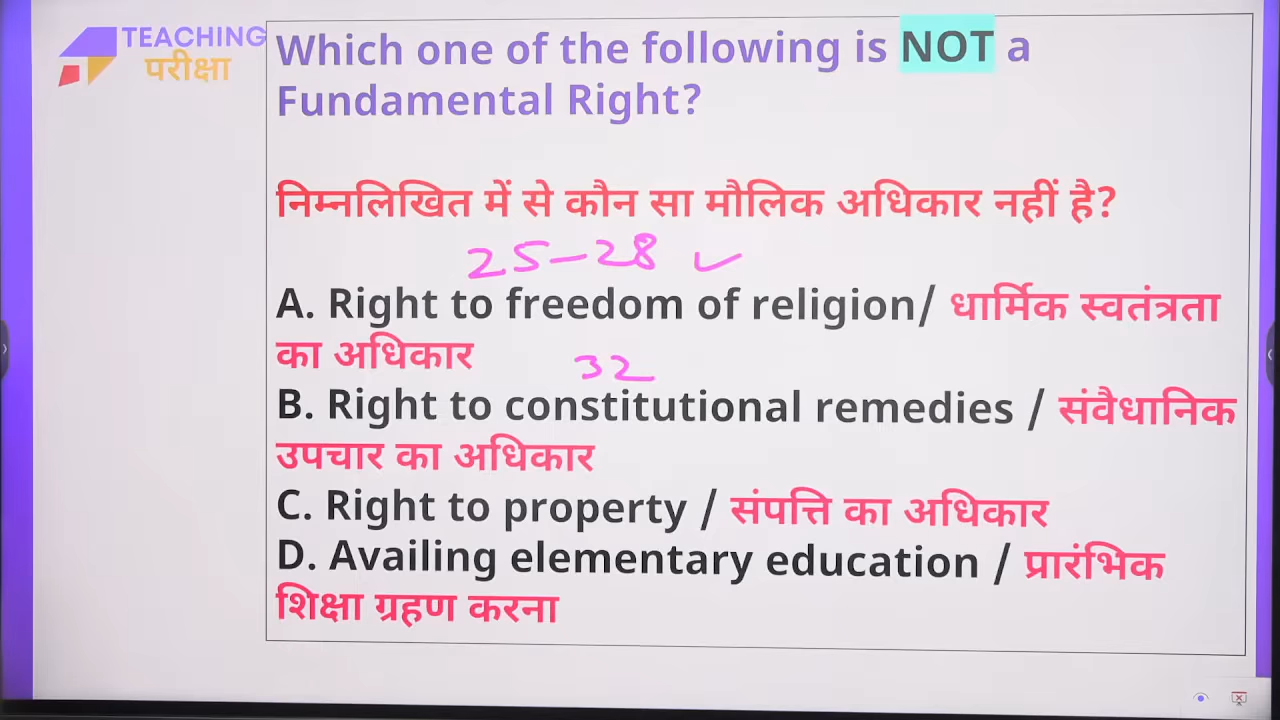 TEACHING
परीक्षा
Which one of the following is NOT a
Fundamental Right?
निम्नलिखित में से कौन सा मौलिक अधिकार नहीं है?
25-28 ✓
A. Right to freedom of religion/ धार्मिक स्वतंत्रता
का अधिकार
32
B. Right to constitutional remedies / संवैधानिक
उपचार का अधिकार
C. Right to property / संपत्ति का अधिकार
D. Availing elementary education / प्रारंभिक
शिक्षा ग्रहण करना